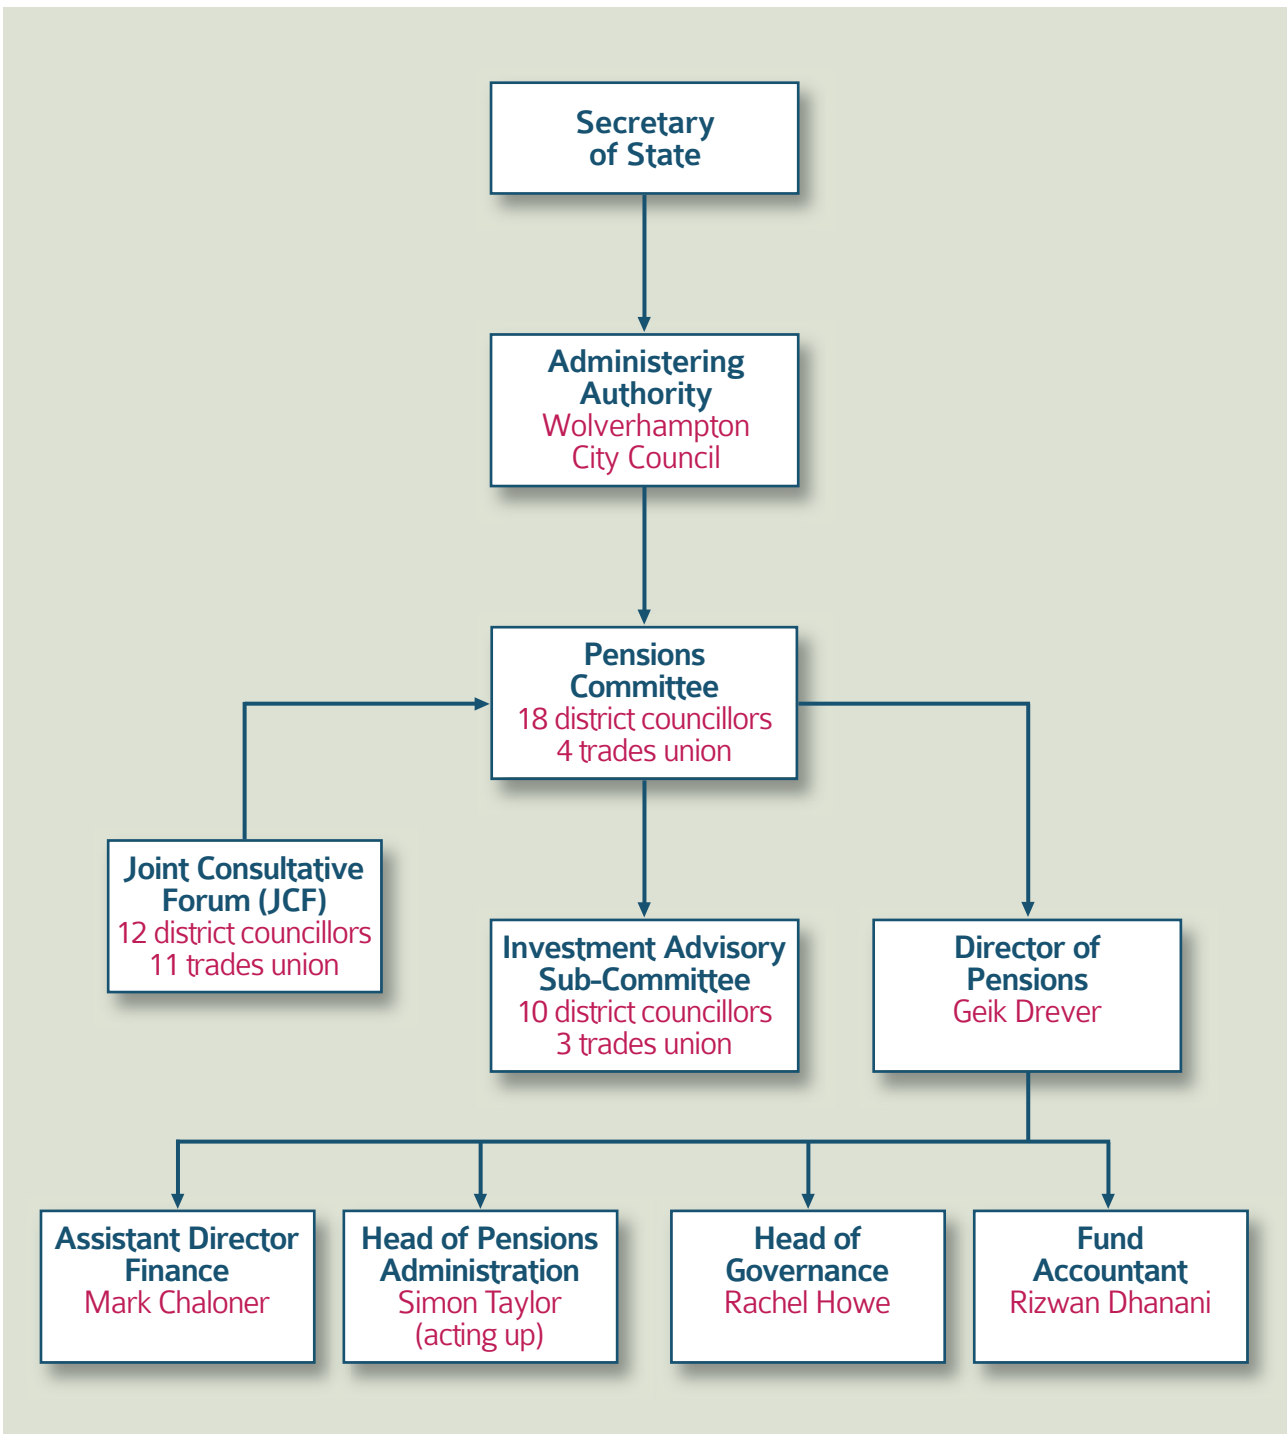 Secretary
of State
Administering
Authority
Wolverhampton
City Council
Pensions
Committee
18 district councillors
4 trades union
Joint Consultative
Forum (JCF)
12 district councillors
11 trades union
Investment Advisory
Sub-Committee
10 district councillors
3 trades union
Director of
Pensions
Geik Drever
Assistant Director
Finance
Mark Chaloner
Head of Pensions
Administration
Simon Taylor
(acting up)
Head of
Governance
Rachel Howe
Fund
Accountant
Rizwan Dhanani